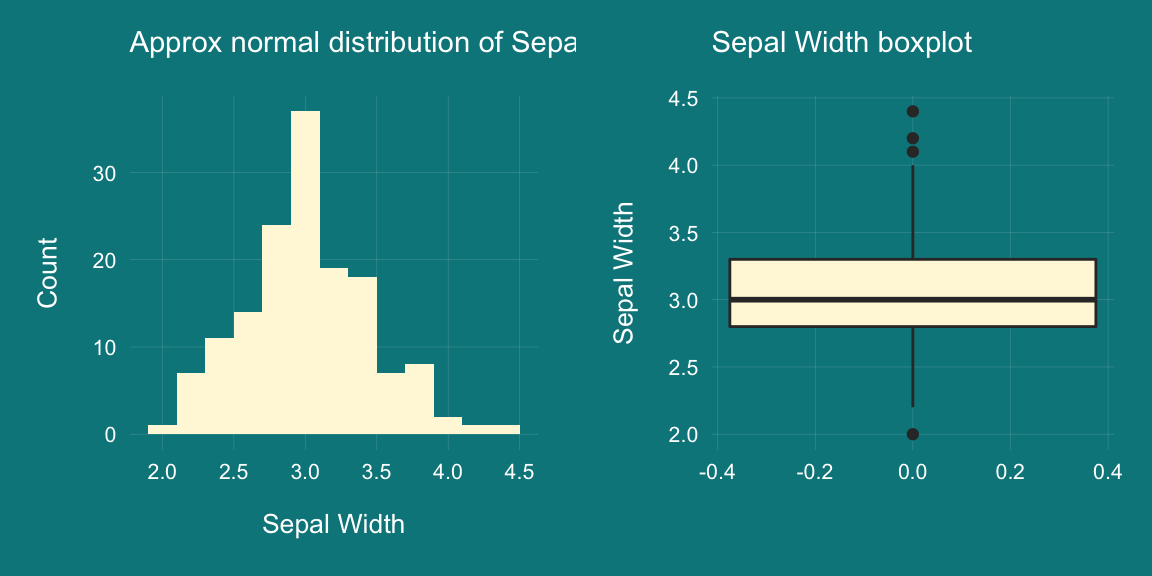 Approx normal distribution of Sepa
Count
30
20
10
0
2.0 2.5 3.0 3.5 4.0 4.5
Sepal Width
Sepal Width boxplot
Sepal Width
4.5
4.0
3.5
3.0
2.5
2.0
-0.4 -0.2 0.0 0.2 0.4